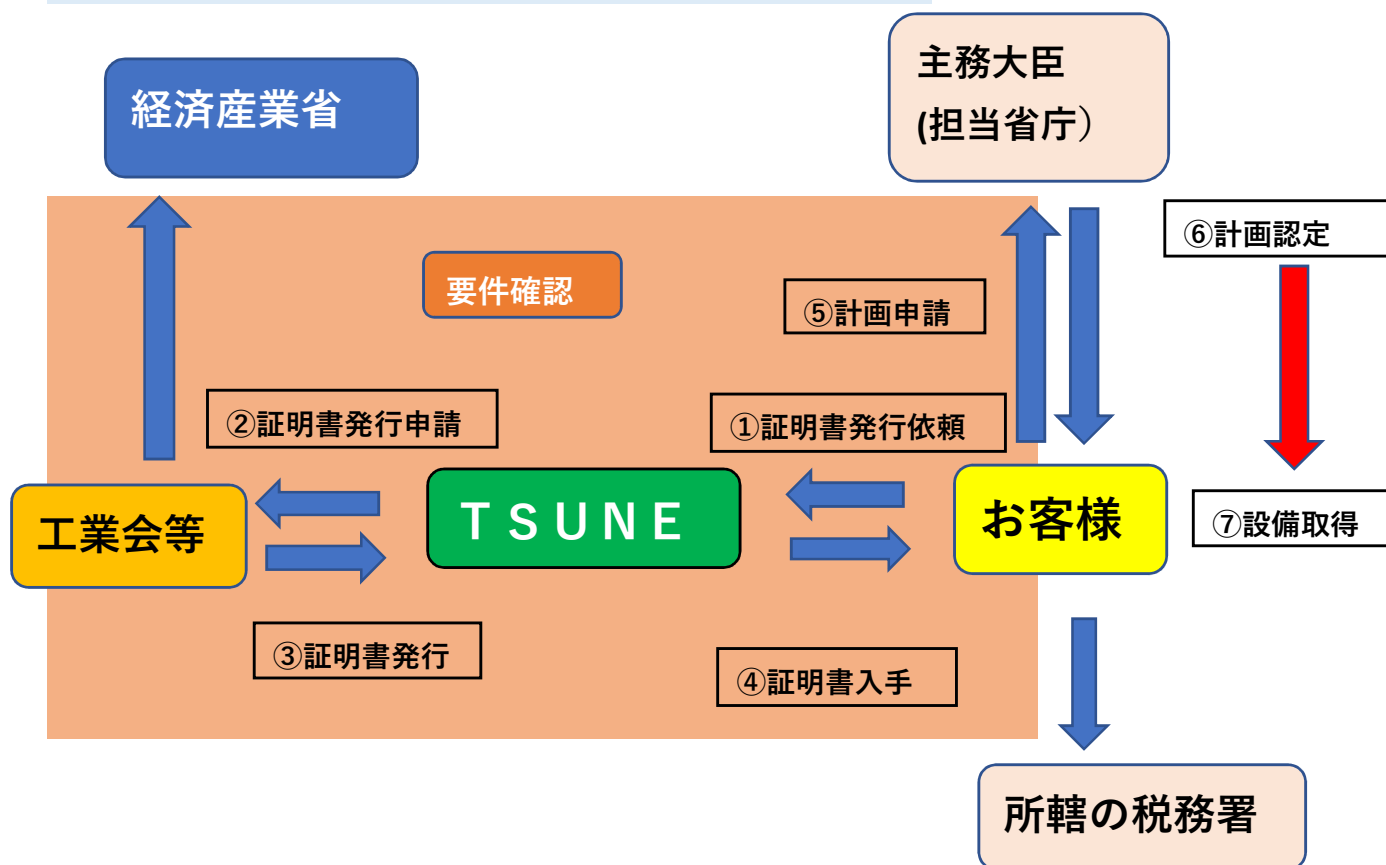 主務大臣
(担当省庁）
経済産業省
⑥計画認定
要件確認
⑤計画申請
②証明書発行申請
①証明書発行依頼
工業会等
ＴＳＵＮＥ
お客様
⑦設備取得
③証明書発行
④証明書入手
所轄の税務署